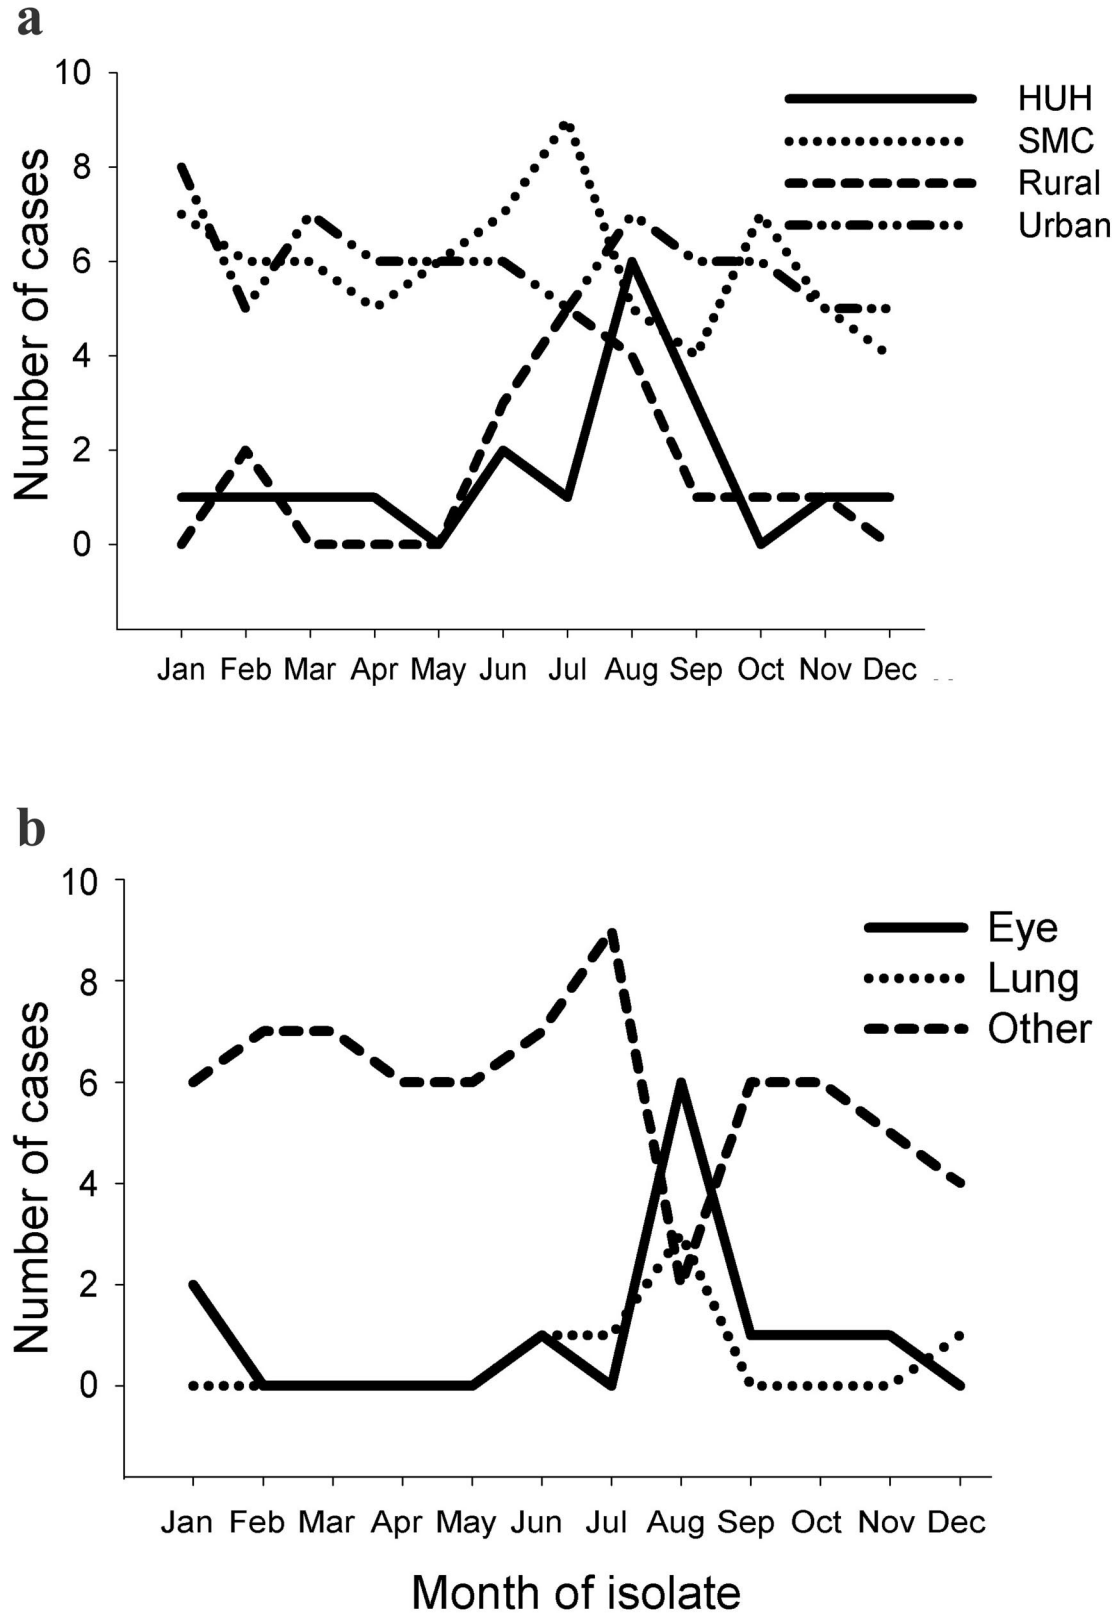 a
10
8
6
4
2
0
Number of cases
HUH
SMC
Rural
Urban
Jan Feb Mar Apr May Jun Jul Aug Sep Oct Nov Dec
b
10
8
6
4
2
0
Number of cases
Eye
Lung
Other
Jan Feb Mar Apr May Jun Jul Aug Sep Oct Nov Dec
Month of isolate